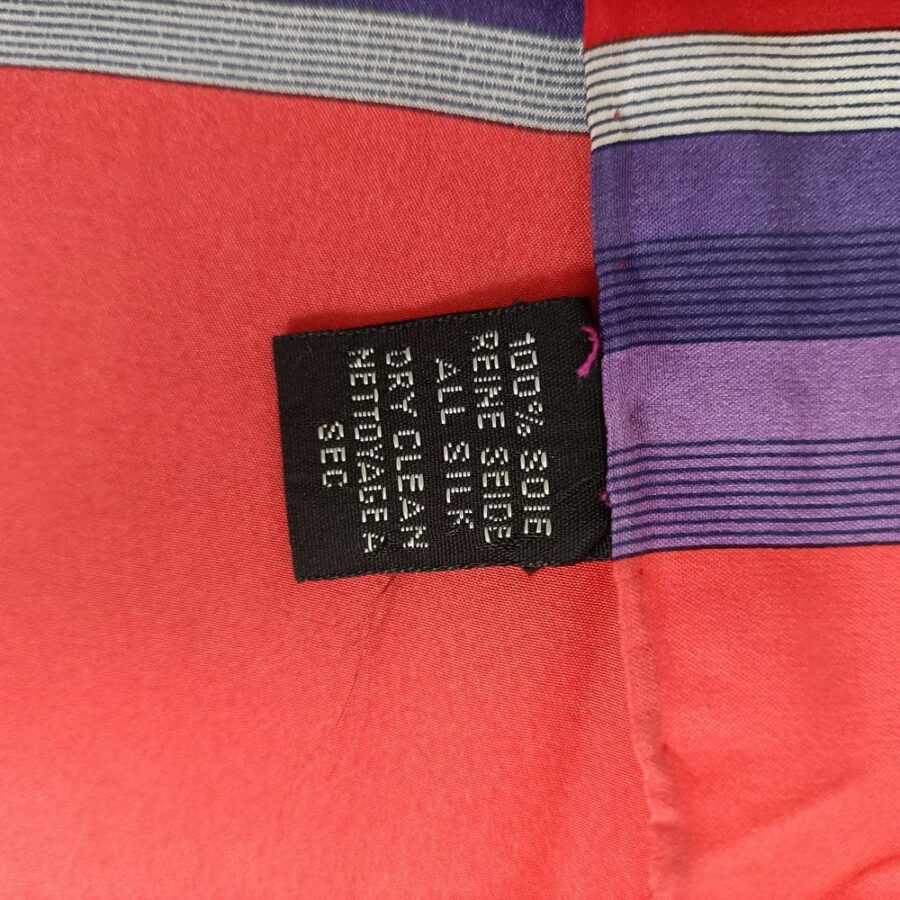 100% SOIE
REINE SEIDE
ALL SILK
DRY CLEAN
NETTOYAGE A
SEC